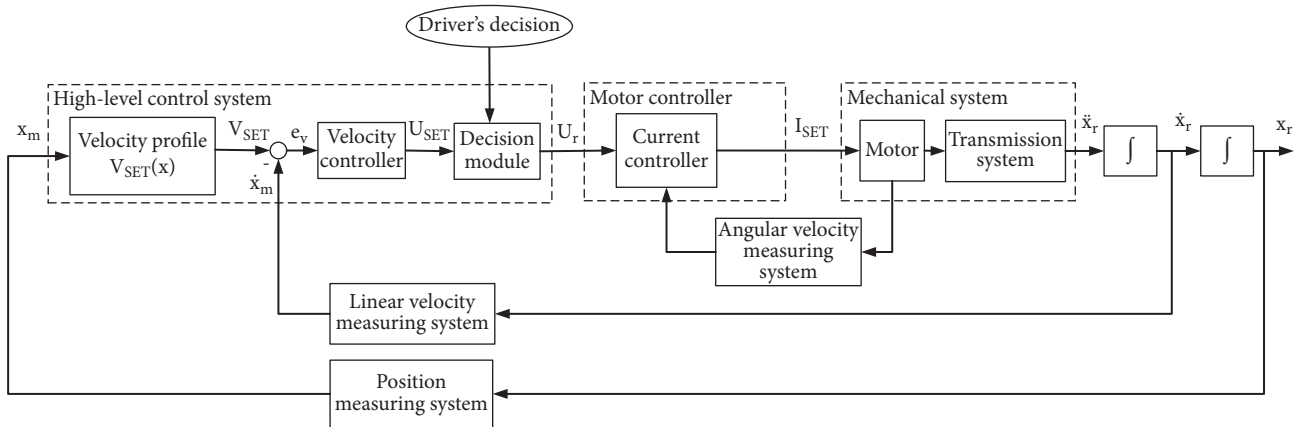 Driver's decision
High-level control system
Motor controller
Mechanical system
x_m
Velocity profile
V_SET(x)
V_SET
e_v
-
ẋ_m
Velocity
controller
U_SET
Decision
module
U_r
Current
controller
I_SET
Motor
Transmission
system
ẍ_r
∫
ẋ_r
∫
x_r
Angular velocity
measuring
system
Linear velocity
measuring system
Position
measuring system